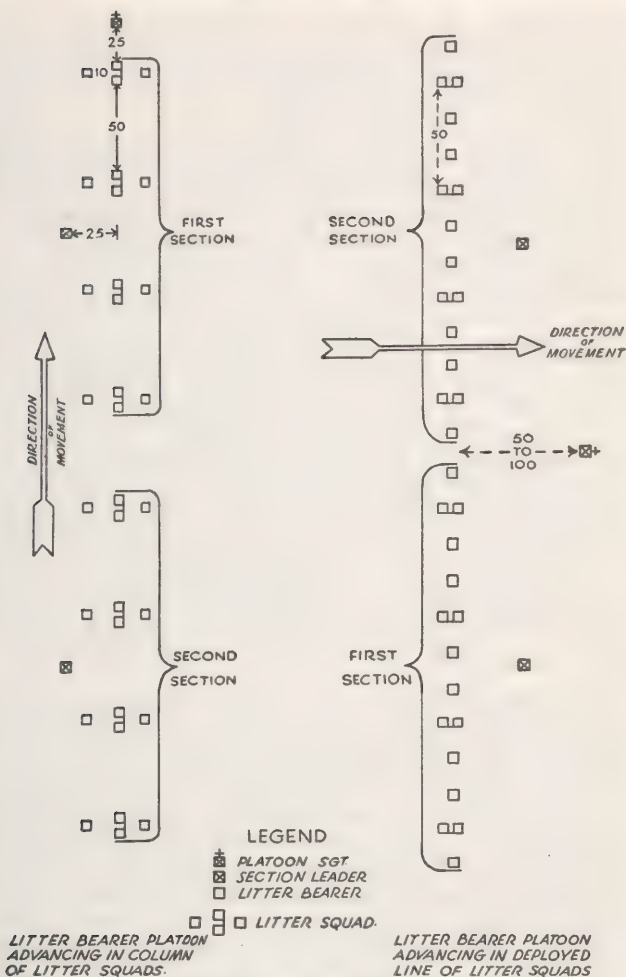 25
10
50
25
FIRST
SECTION
DIRECTION
OF
MOVEMENT
SECOND
SECTION
50
SECOND
SECTION
DIRECTION
OF
MOVEMENT
50
TO
100
FIRST
SECTION
LEGEND
PLATOON SGT.
SECTION LEADER
LITTER BEARER
LITTER SQUAD.
LITTER BEARER PLATOON
ADVANCING IN COLUMN
OF LITTER SQUADS.
LITTER BEARER PLATOON
ADVANCING IN DEPLOYED
LINE OF LITTER SQUADS